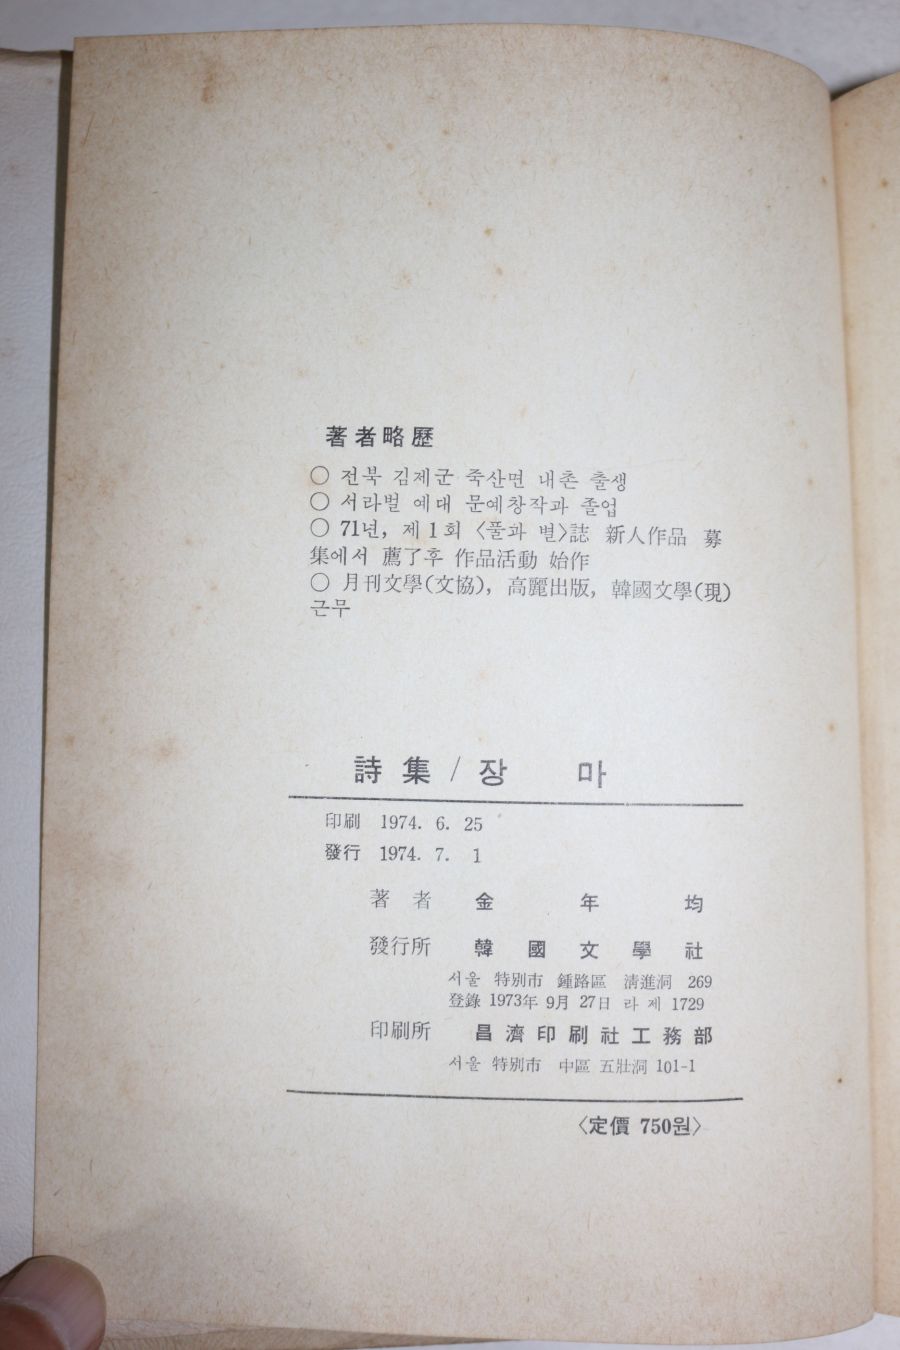 著者略歷
○ 전북 김제군 죽산면 내촌 출생
○ 서라벌 예대 문예창작과 졸업
○ 71년, 제1회 〈풀과 별〉誌 新人作品 募
集에서 薦了후 作品活動 始作
○ 月刊文學(文協), 高麗出版, 韓國文學(現)
근무
詩集/장 마
印刷 1974. 6. 25
發行 1974. 7. 1
著者 金年均
發行所 韓國文學社
서울 特別市 鍾路區 淸進洞 269
登錄 1973年 9月 27日 라 제 1729
印刷所 昌濟印刷社工務部
서울 特別市 中區 五壯洞 101-1
〈定價 750원〉